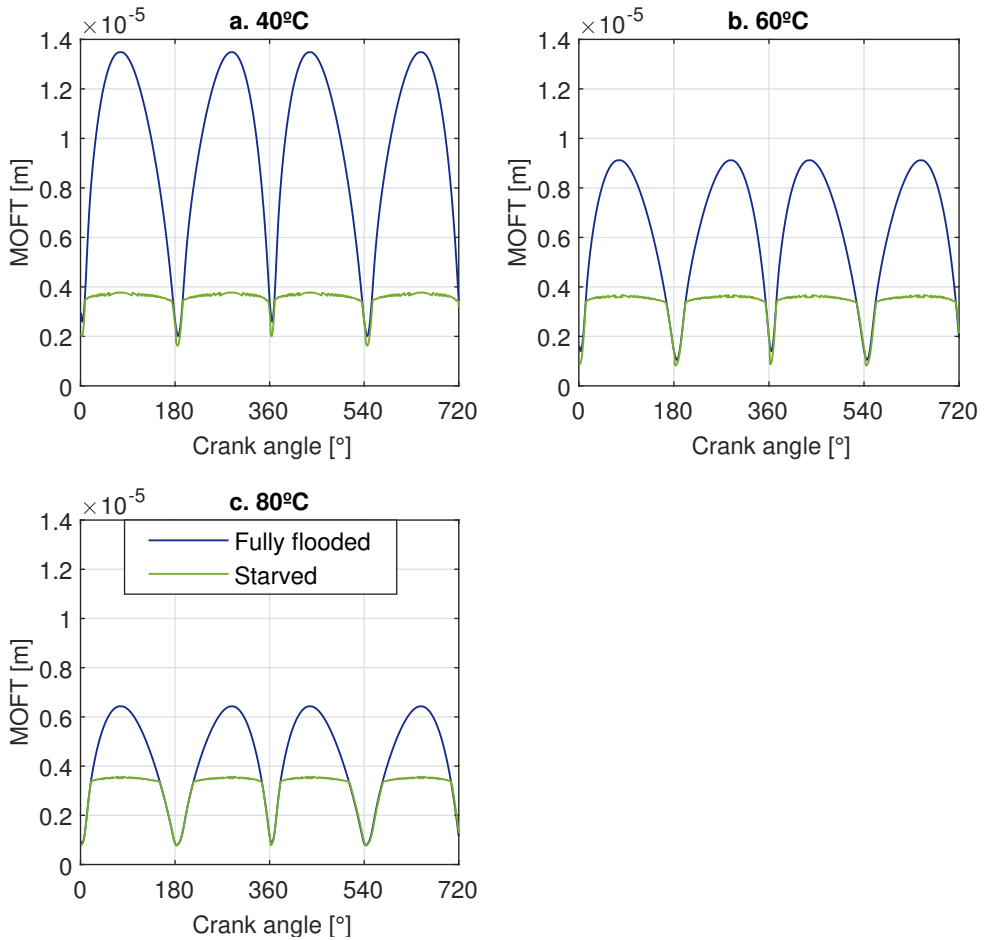 a. 40ºC
×10^-5
1.4
1.2
1
0.8
0.6
0.4
0.2
0
MOFT [m]
0 180 360 540 720
Crank angle [°]
b. 60ºC
×10^-5
1.4
1.2
1
0.8
0.6
0.4
0.2
0
MOFT [m]
0 180 360 540 720
Crank angle [°]
c. 80ºC
×10^-5
1.4
1.2
1
0.8
0.6
0.4
0.2
0
MOFT [m]
Fully flooded
Starved
0 180 360 540 720
Crank angle [°]